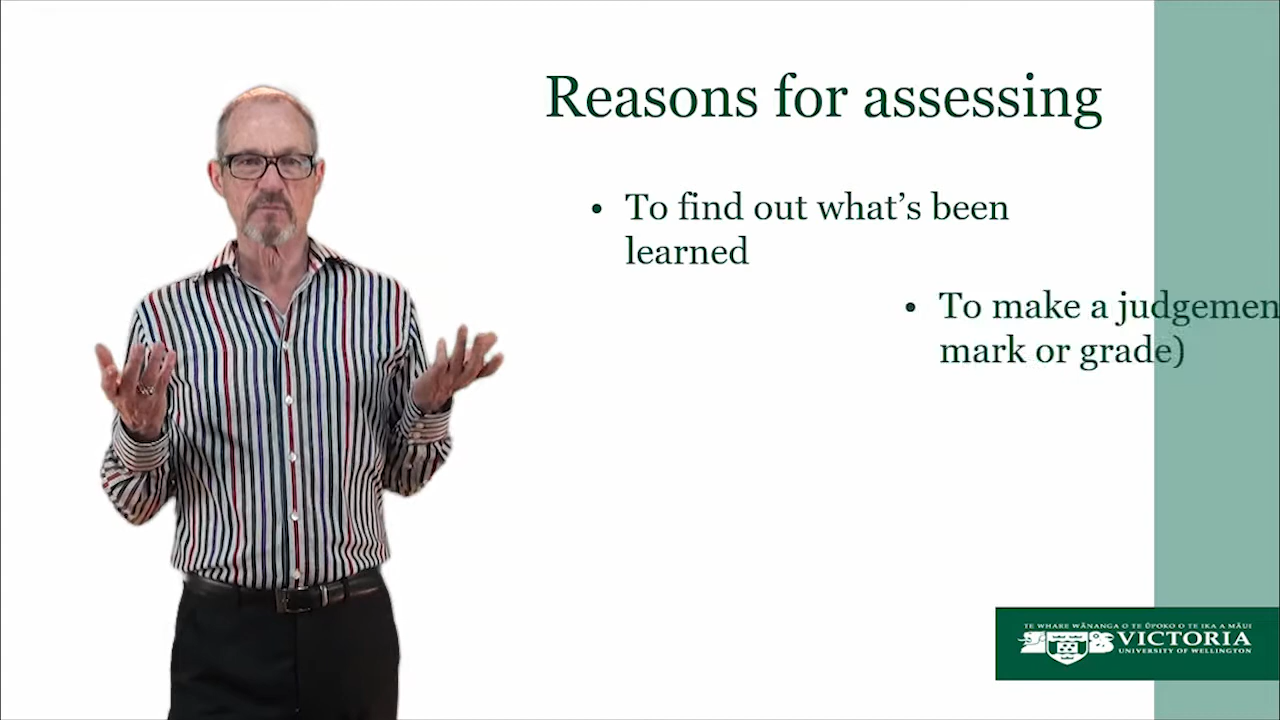 Reasons for assessing
• To find out what’s been
learned
• To make a judgemen
mark or grade)
TE WHARE WĀNANGA O TE ŪPOKO O TE IKA A MĀUI
VICTORIA
UNIVERSITY OF WELLINGTON